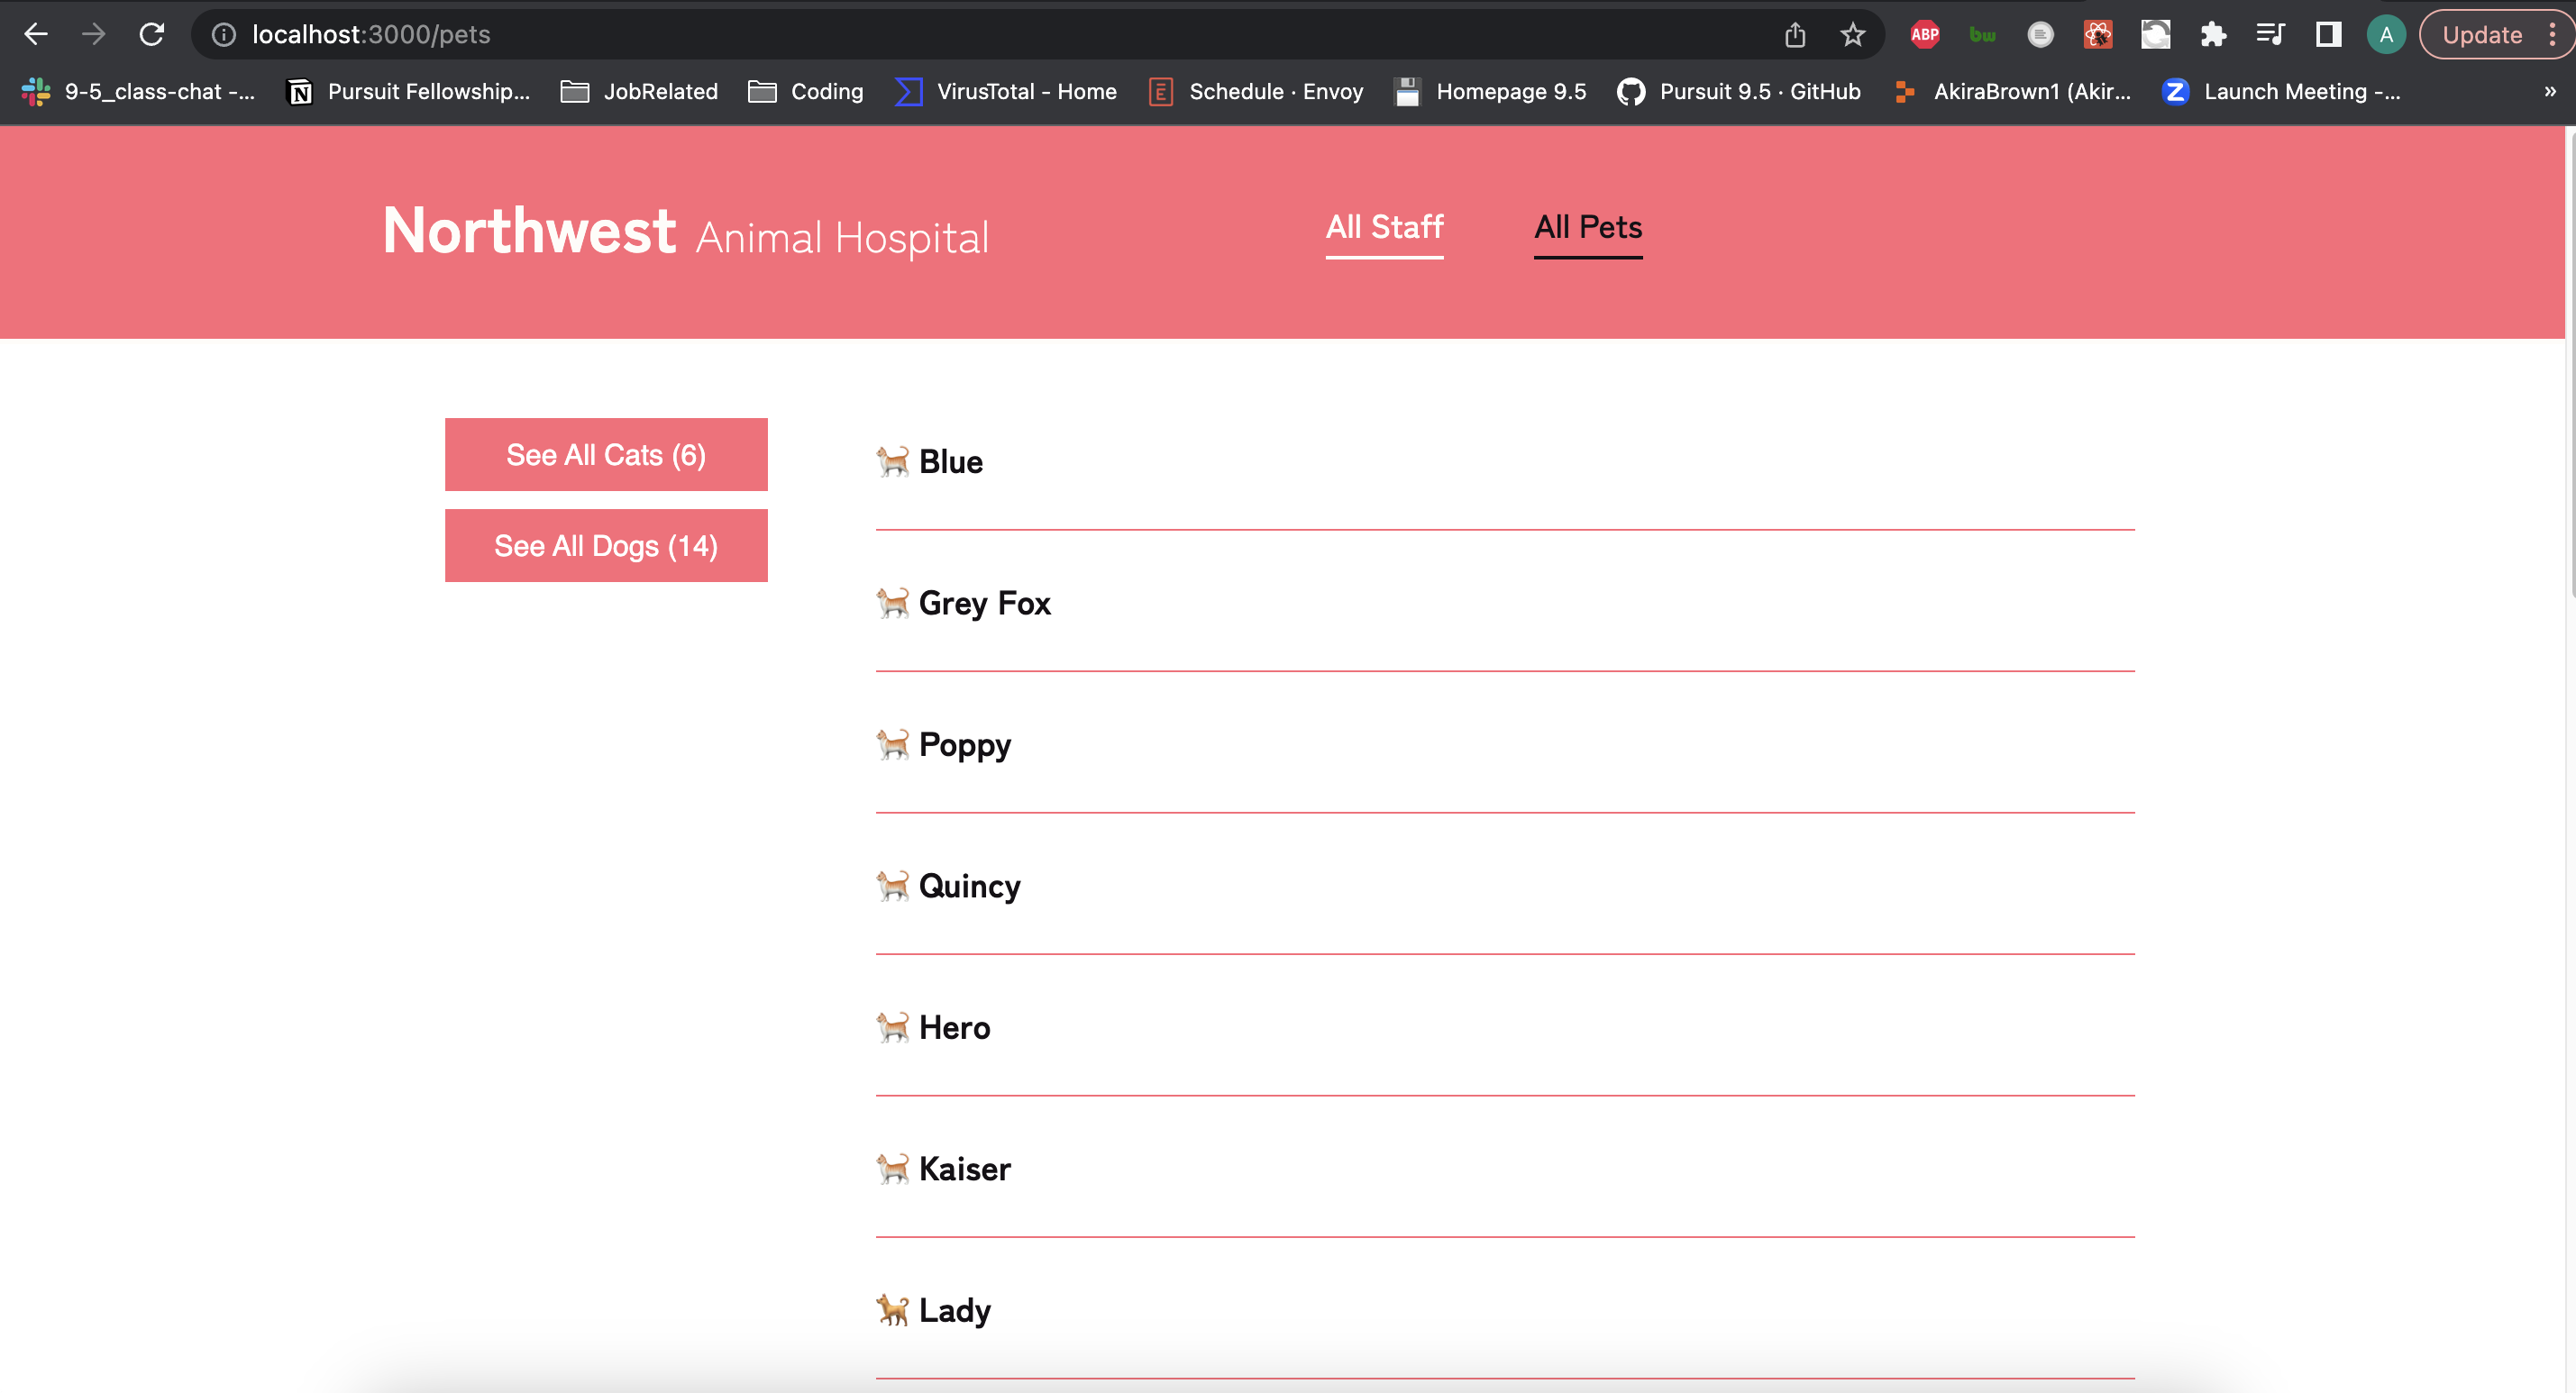 localhost:3000/pets
ABP
bw
A
Update
9-5_class-chat -...
Pursuit Fellowship...
JobRelated
Coding
VirusTotal - Home
Schedule · Envoy
Homepage 9.5
Pursuit 9.5 · GitHub
AkiraBrown1 (Akir...
Launch Meeting -...
»
Northwest Animal Hospital
All Staff
All Pets
See All Cats (6)
See All Dogs (14)
Blue
Grey Fox
Poppy
Quincy
Hero
Kaiser
Lady